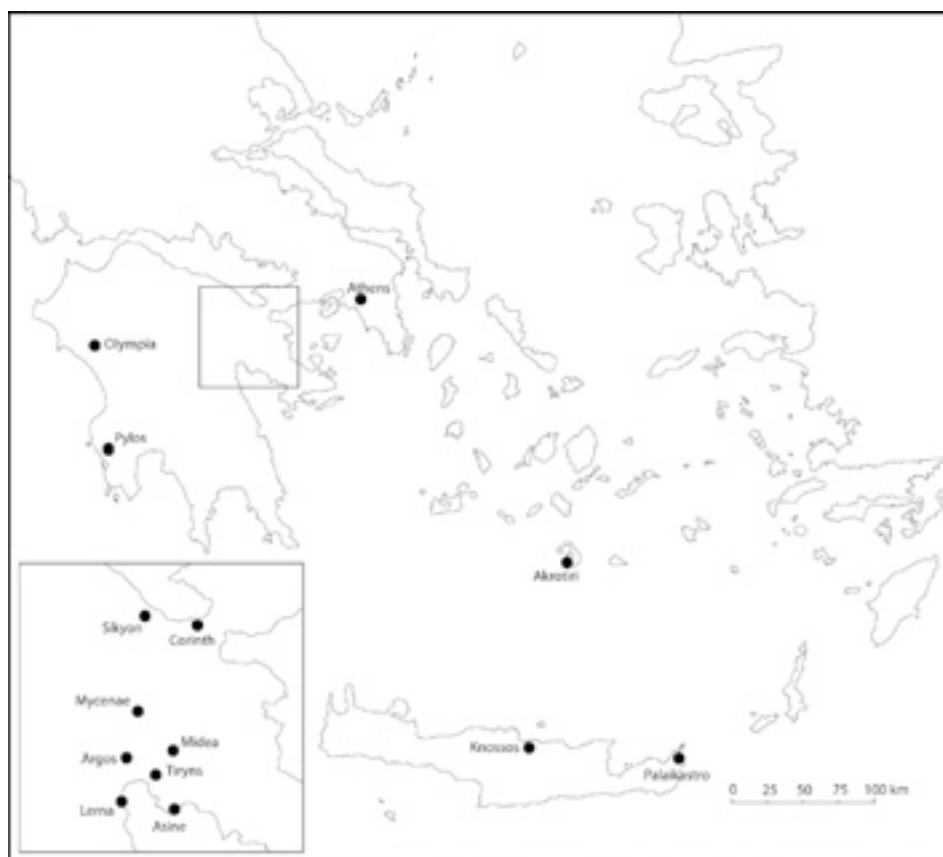 Athens
Olympia
Pylos
Akrotiri
Sikyon
Corinth
Mycenae
Midea
Argos
Tiryns
Lerna
Asine
Knossos
Palaikastro
0 25 50 75 100 km